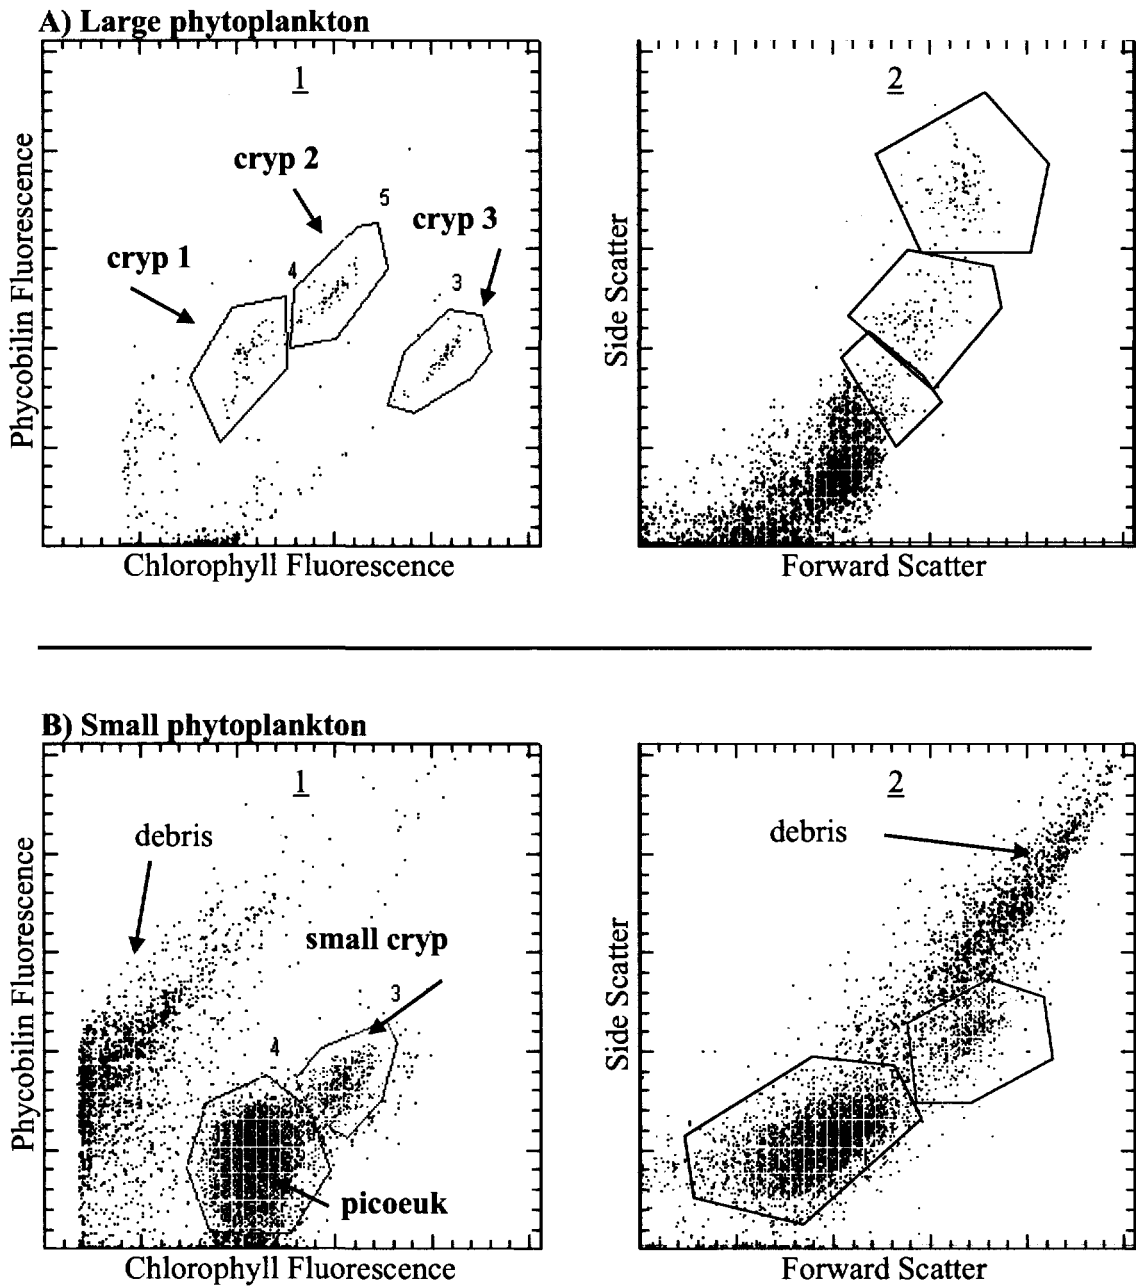 A) Large phytoplankton
1
2
cryp 2
5
cryp 3
cryp 1
4
3
Phycobilin Fluorescence
Side Scatter
Chlorophyll Fluorescence
Forward Scatter
B) Small phytoplankton
1
2
debris
debris
small cryp
3
4
picoeuk
Phycobilin Fluorescence
Side Scatter
Chlorophyll Fluorescence
Forward Scatter